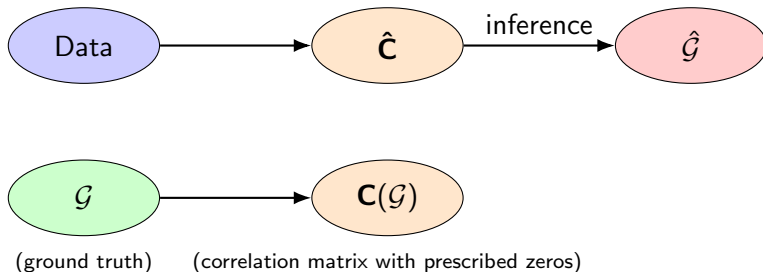 inference
Data Ĉ 𝒢̂
𝒢 C(𝒢)
(ground truth) (correlation matrix with prescribed zeros)